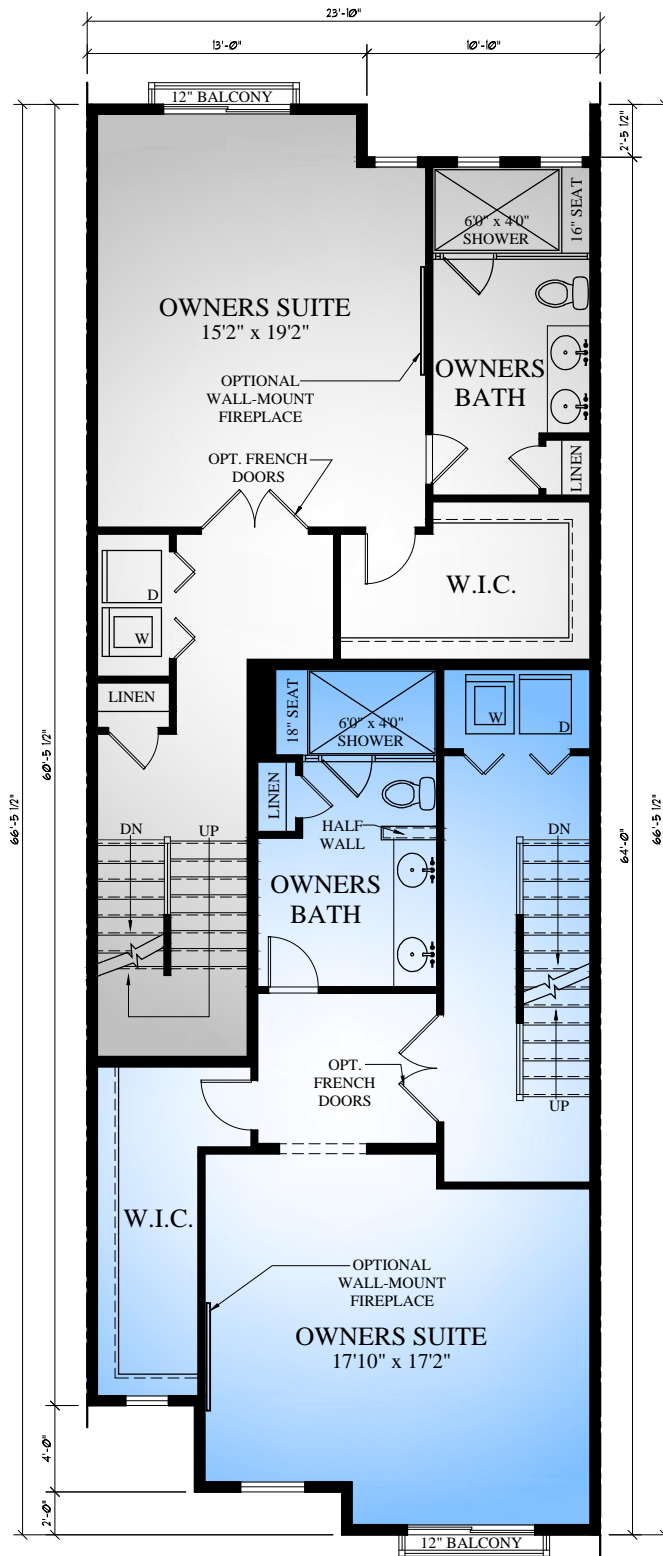 23'-10"
13'-0"
10'-10"
12" BALCONY
2'-5 1/2"
6'0" x 4'0"
SHOWER
16" SEAT
OWNERS SUITE
15'2" x 19'2"
OWNERS
BATH
OPTIONAL
WALL-MOUNT
FIREPLACE
OPT. FRENCH
DOORS
LINEN
D
W
W.I.C.
LINEN
18" SEAT
6'0" x 4'0"
SHOWER
W
D
60'-5 1/2"
66'-5 1/2"
LINEN
HALF
WALL
DN
UP
DN
64'-0"
66'-5 1/2"
OWNERS
BATH
OPT.
FRENCH
DOORS
UP
W.I.C.
OPTIONAL
WALL-MOUNT
FIREPLACE
OWNERS SUITE
17'10" x 17'2"
4'-0"
2'-0"
12" BALCONY